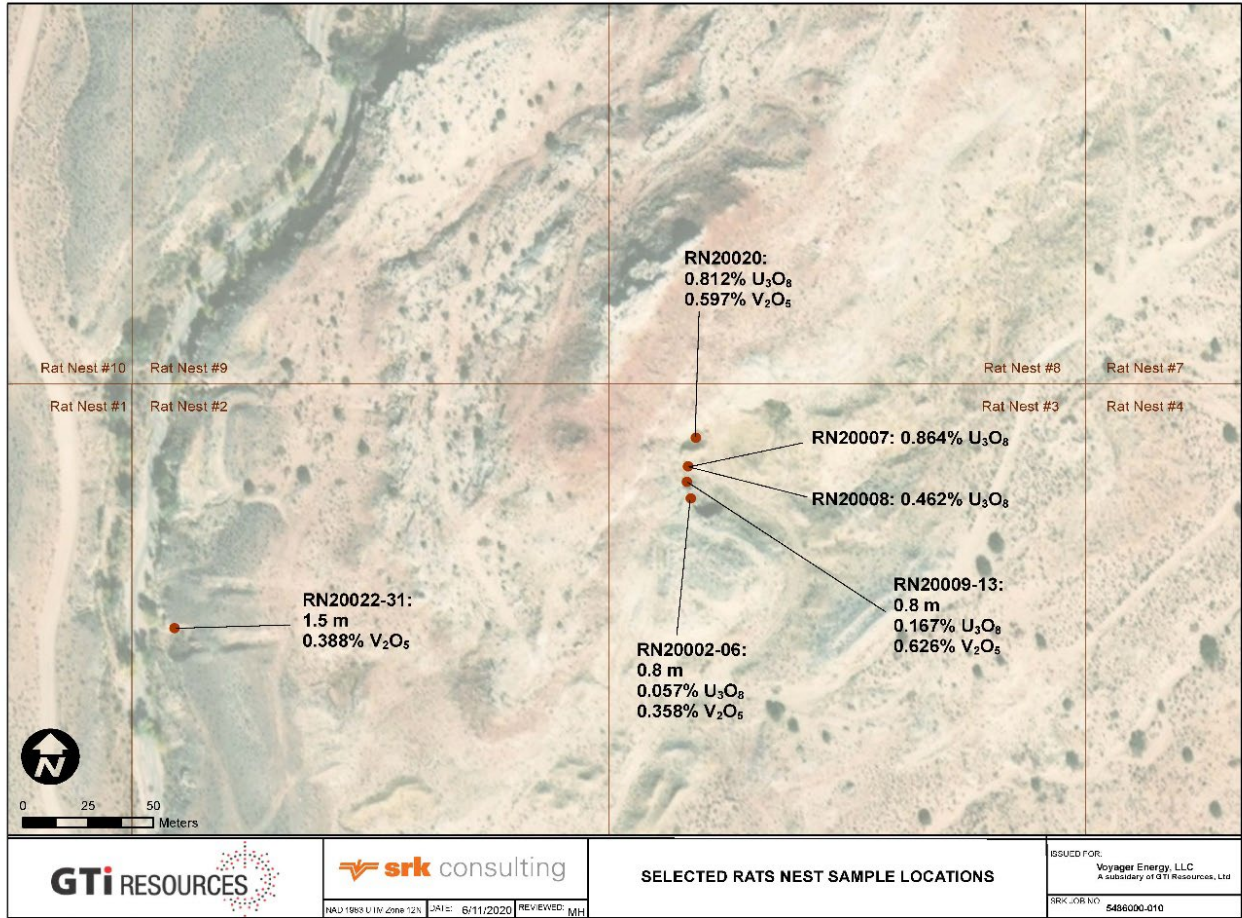 RN20020:
0.812% U₃O₈
0.597% V₂O₅
Rat Nest #10
Rat Nest #9
Rat Nest #8
Rat Nest #7
Rat Nest #1
Rat Nest #2
Rat Nest #3
Rat Nest #4
RN20007: 0.864% U₃O₈
RN20008: 0.462% U₃O₈
RN20009-13:
0.8 m
0.167% U₃O₈
0.626% V₂O₅
RN20022-31:
1.5 m
0.388% V₂O₅
RN20002-06:
0.8 m
0.057% U₃O₈
0.358% V₂O₅
N
0 25 50
Meters
GTi RESOURCES
srk consulting
NAD 1983 UTM Zone 12N
DATE: 6/11/2020
REVIEWED: MH
SELECTED RATS NEST SAMPLE LOCATIONS
ISSUED FOR:
Voyager Energy, LLC
A subsidary of GTI Resources, Ltd
SRK JOB NO.
5486000-010